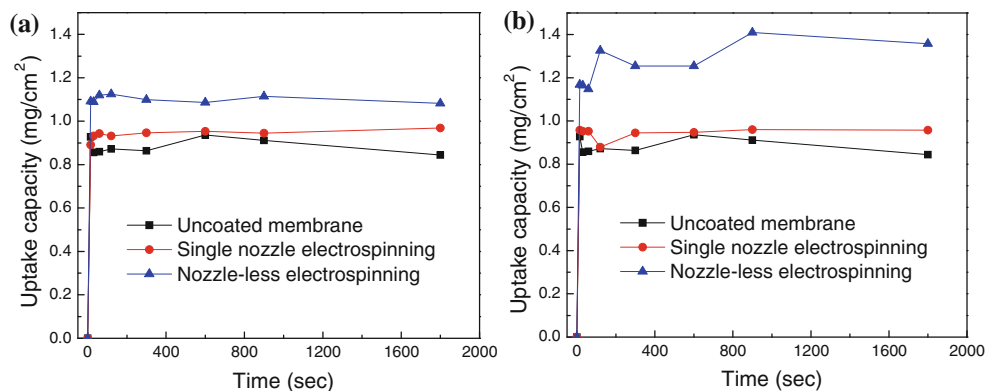 (a)
Uptake capacity (mg/cm²)
1.4
1.2
1.0
0.8
0.6
0.4
0.2
0.0
Uncoated membrane
Single nozzle electrospinning
Nozzle-less electrospinning
0 400 800 1200 1600 2000
Time (sec)
(b)
Uptake capacity (mg/cm²)
1.4
1.2
1.0
0.8
0.6
0.4
0.2
0.0
Uncoated membrane
Single nozzle electrospinning
Nozzle-less electrospinning
0 400 800 1200 1600 2000
Time (sec)